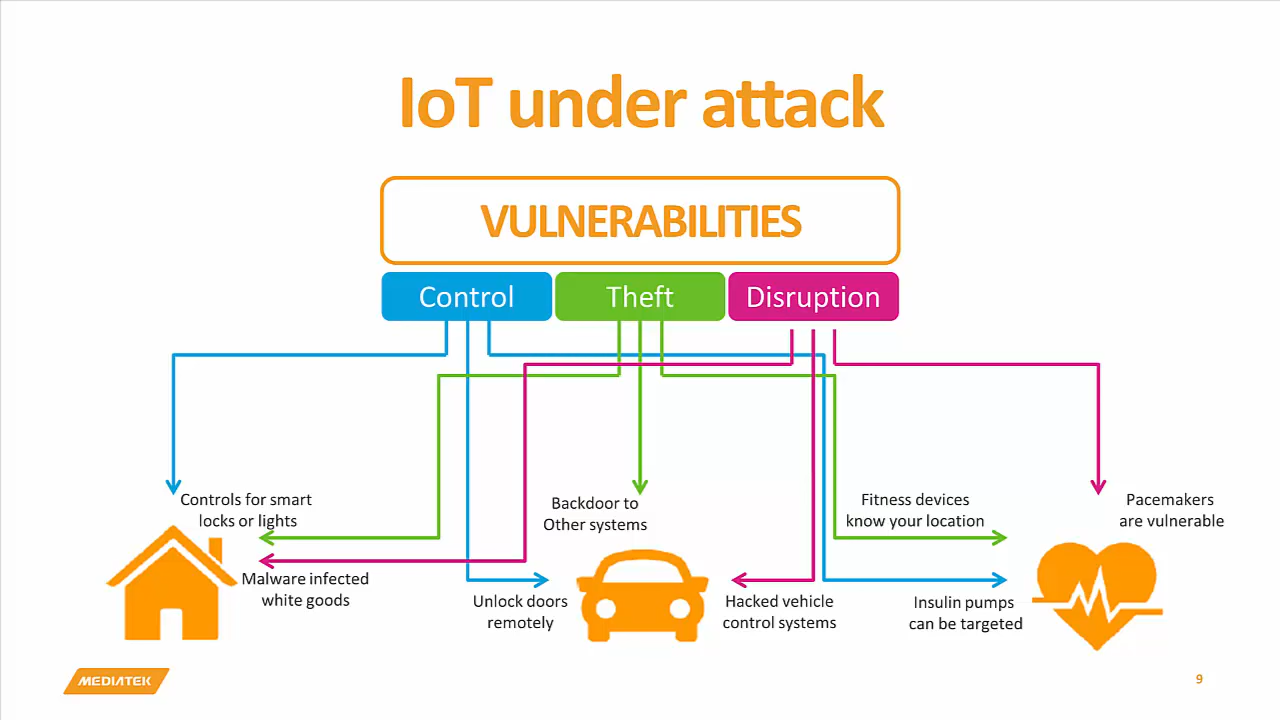 IoT under attack
VULNERABILITIES
Control
Theft
Disruption
Controls for smart
locks or lights
Malware infected
white goods
Unlock doors
remotely
Backdoor to
Other systems
Hacked vehicle
control systems
Fitness devices
know your location
Insulin pumps
can be targeted
Pacemakers
are vulnerable
MEDIATEK
9